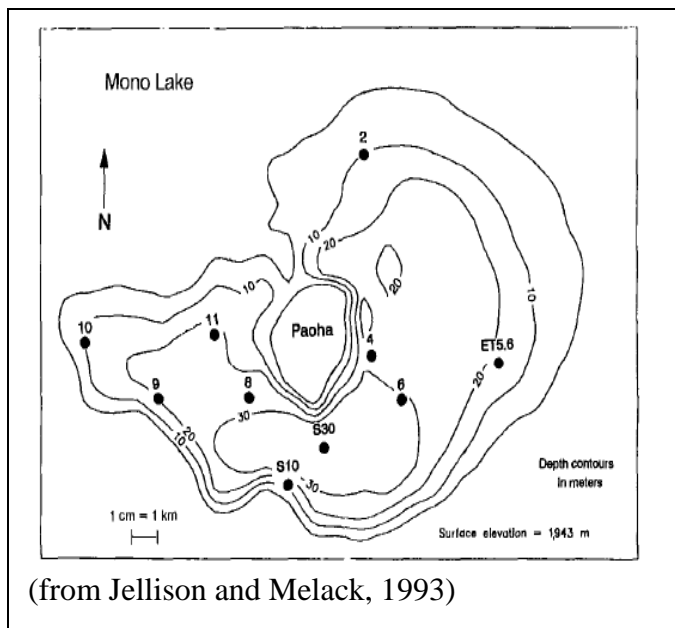 Mono Lake
2
N
10
20
20
10
10
Paoha
11
10
4
ET5.6
20
9
8
6
30
S30
20
10
S10
30
Depth contours
in meters
1 cm = 1 km
Surface elevation = 1,943 m
(from Jellison and Melack, 1993)